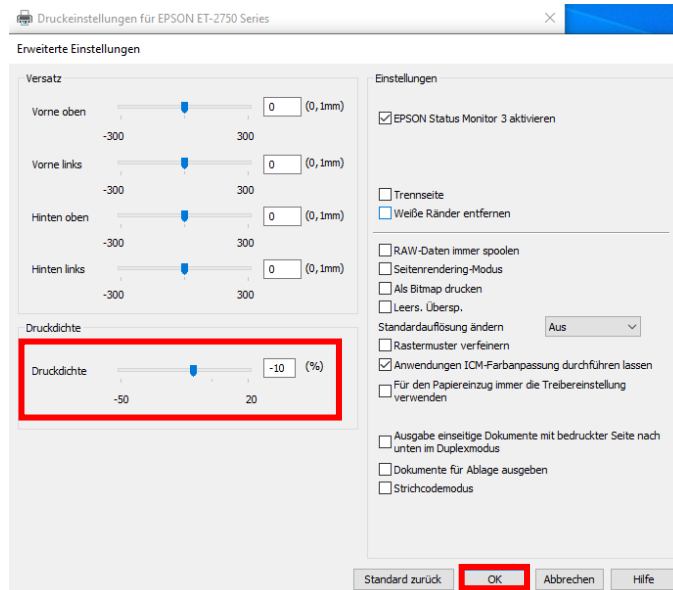 Druckeinstellungen für EPSON ET-2750 Series
Erweiterte Einstellungen
Versatz
Vorne oben 0 (0,1mm)
-300 300
Vorne links 0 (0,1mm)
-300 300
Hinten oben 0 (0,1mm)
-300 300
Hinten links 0 (0,1mm)
-300 300
Druckdichte
Druckdichte -10 (%)
-50 20
Einstellungen
EPSON Status Monitor 3 aktivieren
Trennseite
Weiße Ränder entfernen
RAW-Daten immer spoolen
Seitenrendering-Modus
Als Bitmap drucken
Leers. Übersp.
Standardauflösung ändern Aus
Rastermuster verfeinern
Anwendungen ICM-Farbanpassung durchführen lassen
Für den Papiereinzug immer die Treibereinstellung
verwenden
Ausgabe einseitige Dokumente mit bedruckter Seite nach
unten im Duplexmodus
Dokumente für Ablage ausgeben
Strichcodemodus
Standard zurück OK Abbrechen Hilfe